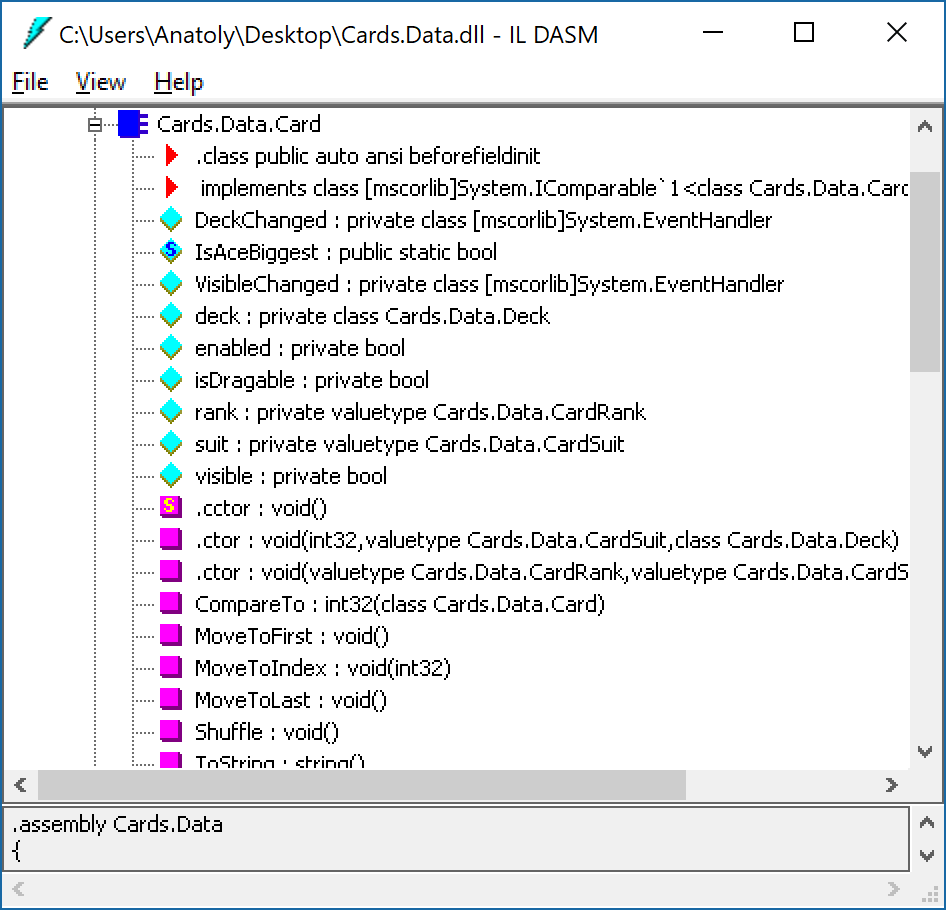 C:\Users\Anatoly\Desktop\Cards.Data.dll - IL DASM
File View Help
Cards.Data.Card
.class public auto ansi beforefieldinit
implements class [mscorlib]System.IComparable`1<class Cards.Data.Card
DeckChanged : private class [mscorlib]System.EventHandler
S IsAceBiggest : public static bool
VisibleChanged : private class [mscorlib]System.EventHandler
deck : private class Cards.Data.Deck
enabled : private bool
isDragable : private bool
rank : private valuetype Cards.Data.CardRank
suit : private valuetype Cards.Data.CardSuit
visible : private bool
S .cctor : void()
.ctor : void(int32,valuetype Cards.Data.CardSuit,class Cards.Data.Deck)
.ctor : void(valuetype Cards.Data.CardRank,valuetype Cards.Data.CardS
CompareTo : int32(class Cards.Data.Card)
MoveToFirst : void()
MoveToIndex : void(int32)
MoveToLast : void()
Shuffle : void()
ToString : string()
.assembly Cards.Data
{